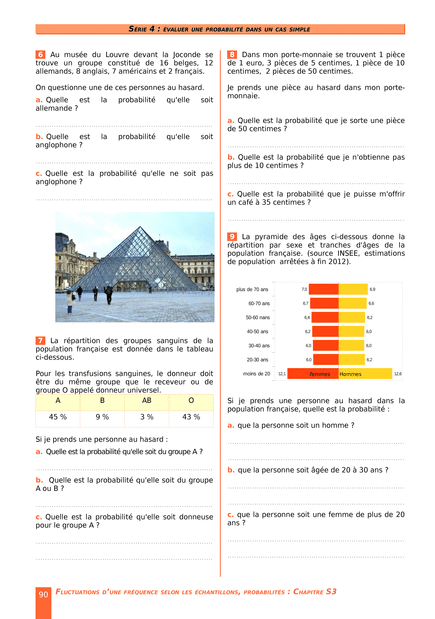 SÉRIE 4 : ÉVALUER UNE PROBABILITÉ DANS UN CAS SIMPLE
6 Au musée du Louvre devant la Joconde se
trouve un groupe constitué de 16 belges, 12
allemands, 8 anglais, 7 américains et 2 français.
On questionne une de ces personnes au hasard.
a. Quelle est la probabilité qu'elle soit
allemande ?
b. Quelle est la probabilité qu'elle soit
anglophone ?
c. Quelle est la probabilité qu'elle ne soit pas
anglophone ?
7 La répartition des groupes sanguins de la
population française est donnée dans le tableau
ci-dessous.
Pour les transfusions sanguines, le donneur doit
être du même groupe que le receveur ou de
groupe O appelé donneur universel.
A B AB O
45 % 9 % 3 % 43 %
Si je prends une personne au hasard :
a. Quelle est la probabilité qu'elle soit du groupe A ?
b. Quelle est la probabilité qu'elle soit du groupe
A ou B ?
c. Quelle est la probabilité qu'elle soit donneuse
pour le groupe A ?
8 Dans mon porte-monnaie se trouvent 1 pièce
de 1 euro, 3 pièces de 5 centimes, 1 pièce de 10
centimes, 2 pièces de 50 centimes.
Je prends une pièce au hasard dans mon porte-
monnaie.
a. Quelle est la probabilité que je sorte une pièce
de 50 centimes ?
b. Quelle est la probabilité que je n'obtienne pas
plus de 10 centimes ?
c. Quelle est la probabilité que je puisse m'offrir
un café à 35 centimes ?
9 La pyramide des âges ci-dessous donne la
répartition par sexe et tranches d'âges de la
population française. (source INSEE, estimations
de population arrêtées à fin 2012).
plus de 70 ans 7,0 6,9
60-70 ans 6,7 6,6
50-60 nans 6,4 6,2
40-50 ans 6,2 6,0
30-40 ans 6,0 6,0
20-30 ans 6,0 6,2
moins de 20 12,1 Femmes Hommes 12,6
Si je prends une personne au hasard dans la
population française, quelle est la probabilité :
a. que la personne soit un homme ?
b. que la personne soit âgée de 20 à 30 ans ?
c. que la personne soit une femme de plus de 20
ans ?
90 FLUCTUATIONS D'UNE FRÉQUENCE SELON LES ÉCHANTILLONS, PROBABILITÉS : CHAPITRE S3